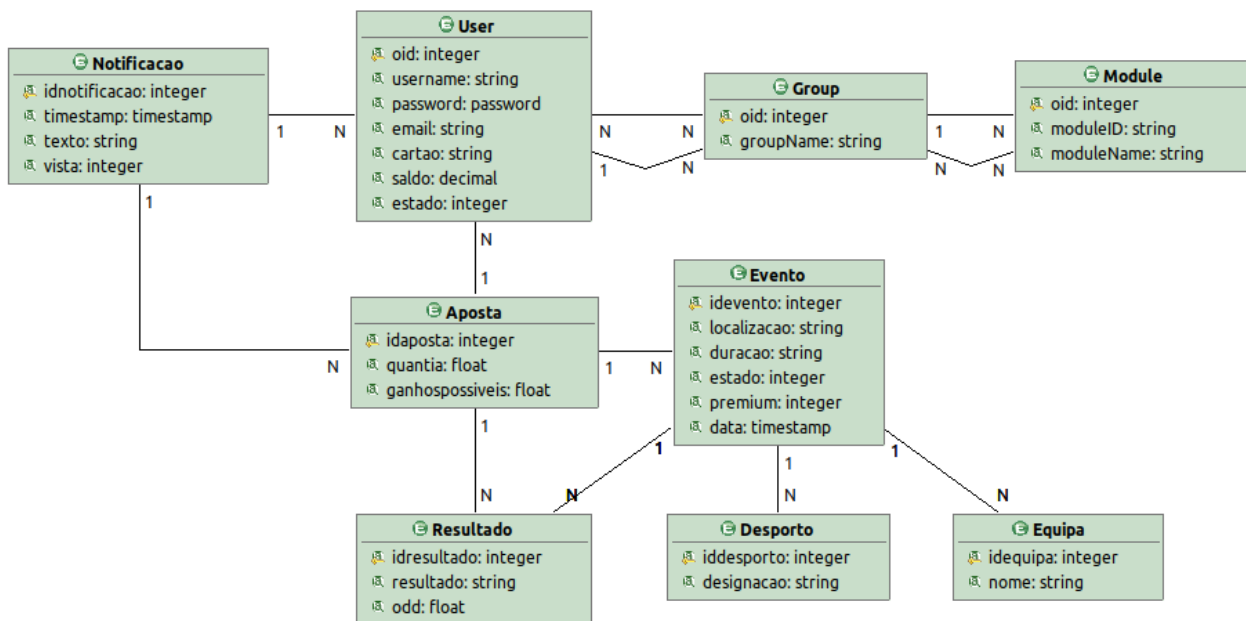 User
oid: integer
username: string
password: password
email: string
cartao: string
saldo: decimal
estado: integer
Notificacao
idnotificacao: integer
timestamp: timestamp
texto: string
vista: integer
Group
oid: integer
groupName: string
Module
oid: integer
moduleID: string
moduleName: string
1
N
N
N
1
N
1
N
N
N
1
N
N
1
Aposta
idaposta: integer
quantia: float
ganhospossiveis: float
Evento
idevento: integer
localizacao: string
duracao: string
estado: integer
premium: integer
data: timestamp
1
N
1
N
1
N
1
N
1
N
Resultado
idresultado: integer
resultado: string
odd: float
Desporto
iddesporto: integer
designacao: string
Equipa
idequipa: integer
nome: string